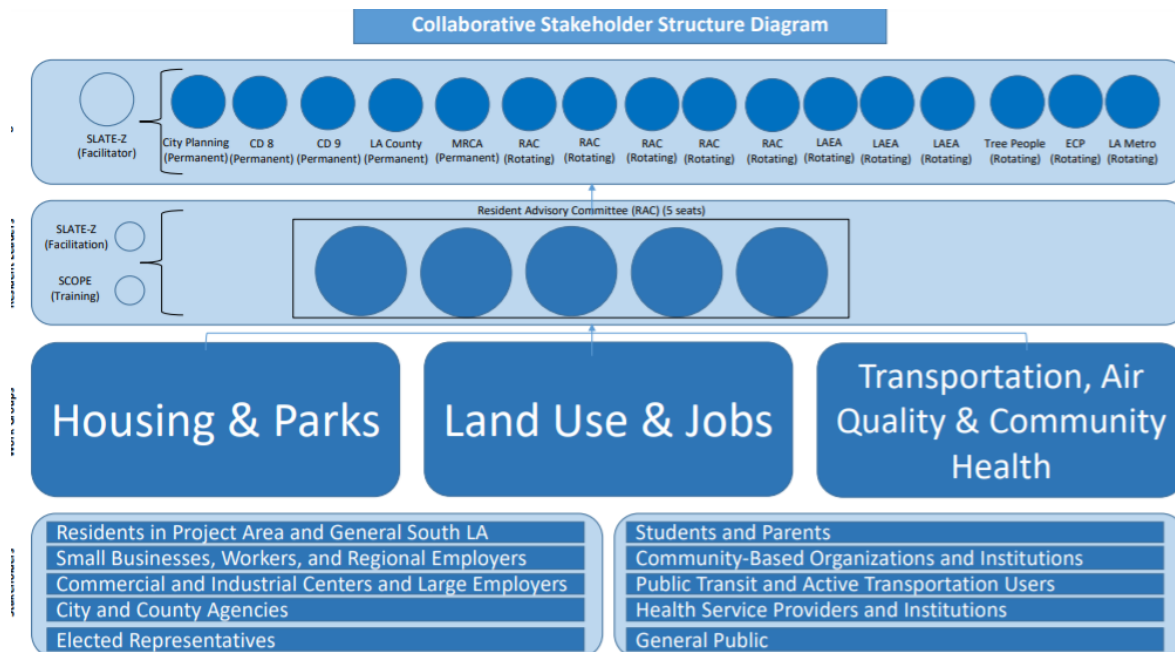 Collaborative Stakeholder Structure Diagram
SLATE-Z
(Facilitator)
City Planning
(Permanent)
CD 8
(Permanent)
CD 9
(Permanent)
LA County
(Permanent)
MRCA
(Permanent)
RAC
(Rotating)
RAC
(Rotating)
RAC
(Rotating)
RAC
(Rotating)
RAC
(Rotating)
LAEA
(Rotating)
LAEA
(Rotating)
LAEA
(Rotating)
Tree People
(Rotating)
ECP
(Rotating)
LA Metro
(Rotating)
Resident Advisory Committee (RAC) (5 seats)
SLATE-Z
(Facilitation)
SCOPE
(Training)
Housing & Parks
Land Use & Jobs
Transportation, Air
Quality & Community
Health
Residents in Project Area and General South LA
Small Businesses, Workers, and Regional Employers
Commercial and Industrial Centers and Large Employers
City and County Agencies
Elected Representatives
Students and Parents
Community-Based Organizations and Institutions
Public Transit and Active Transportation Users
Health Service Providers and Institutions
General Public